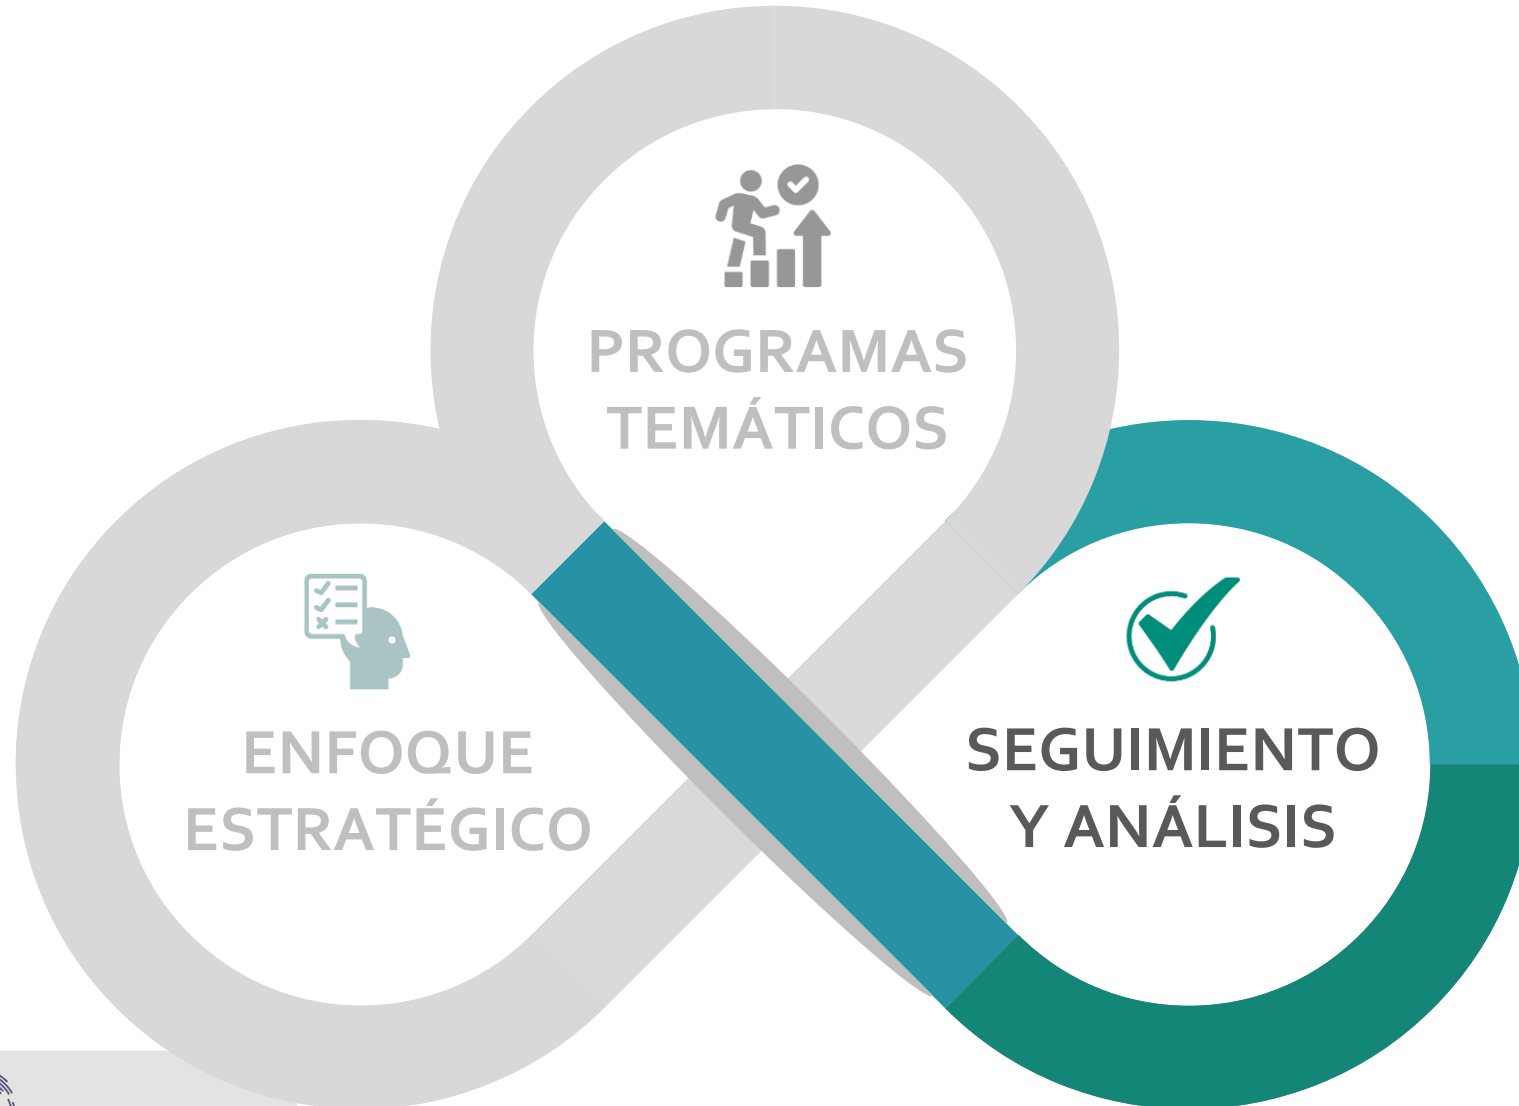 PROGRAMAS
TEMÁTICOS
ENFOQUE
ESTRATÉGICO
SEGUIMIENTO
Y ANÁLISIS